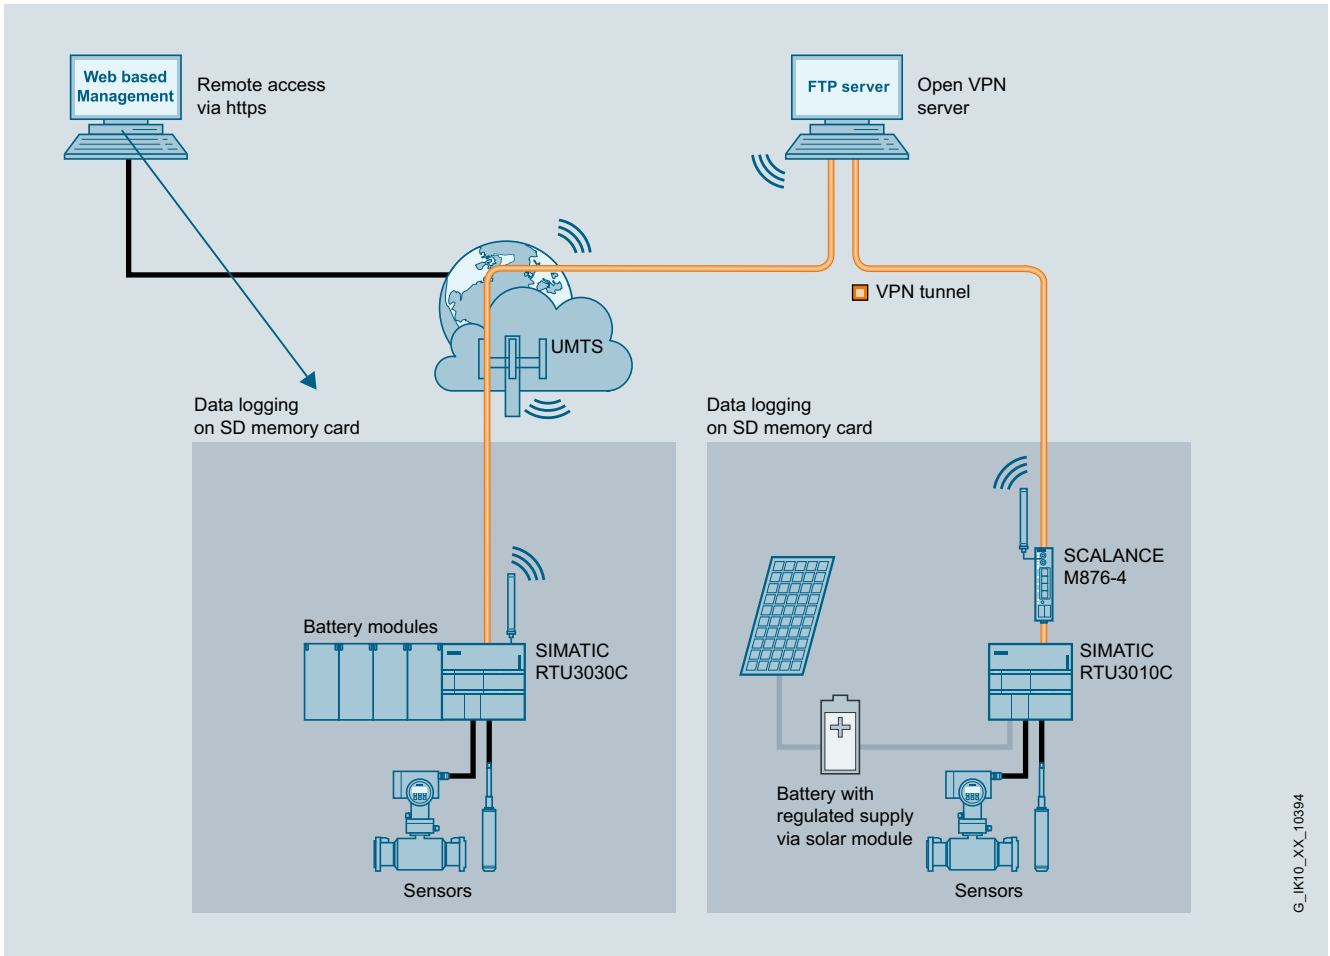 Web based
Management
Remote access
via https
FTP server
Open VPN
server
VPN tunnel
UMTS
Data logging
on SD memory card
Data logging
on SD memory card
SCALANCE
M876-4
Battery modules
SIMATIC
RTU3030C
SIMATIC
RTU3010C
Battery with
regulated supply
via solar module
Sensors
Sensors
G_IK10_XX_10394